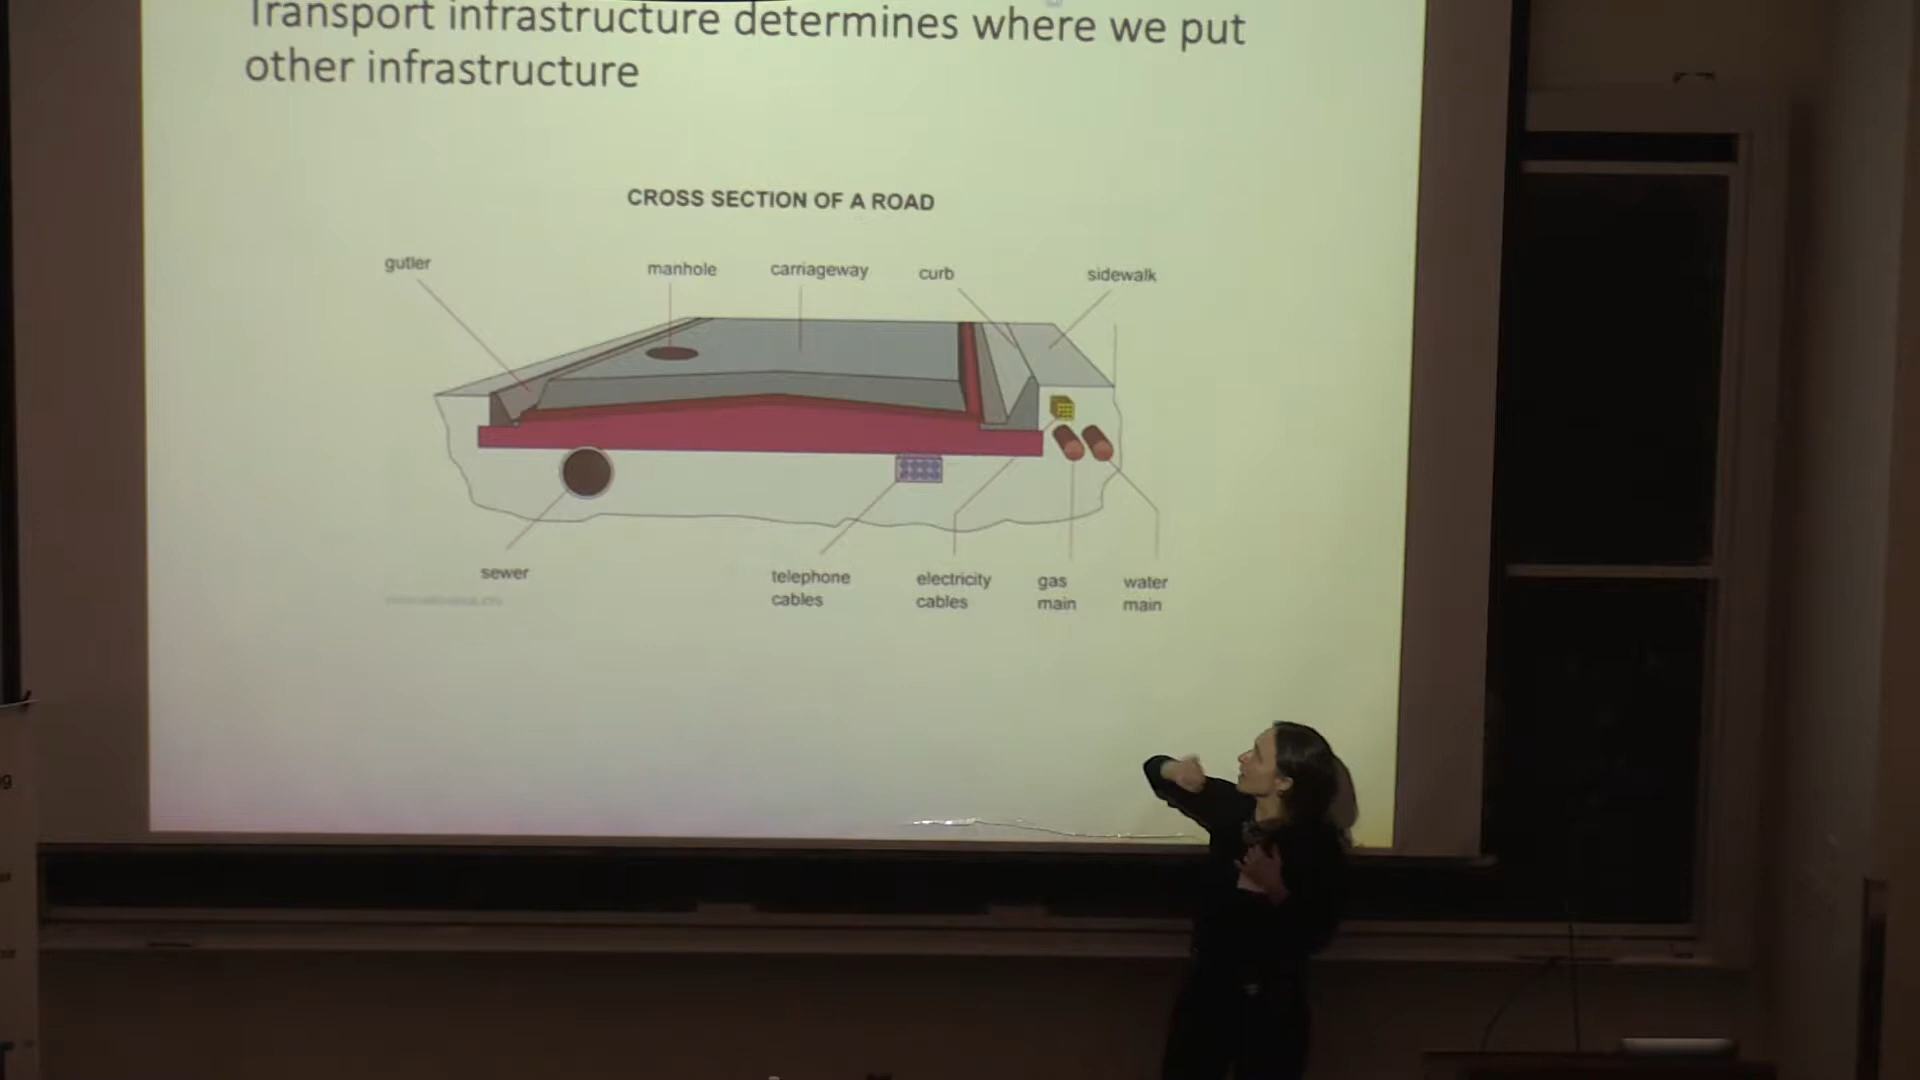 Transport infrastructure determines where we put
other infrastructure
CROSS SECTION OF A ROAD
gutler
manhole
carriageway
curb
sidewalk
sewer
telephone
cables
electricity
cables
gas
main
water
main